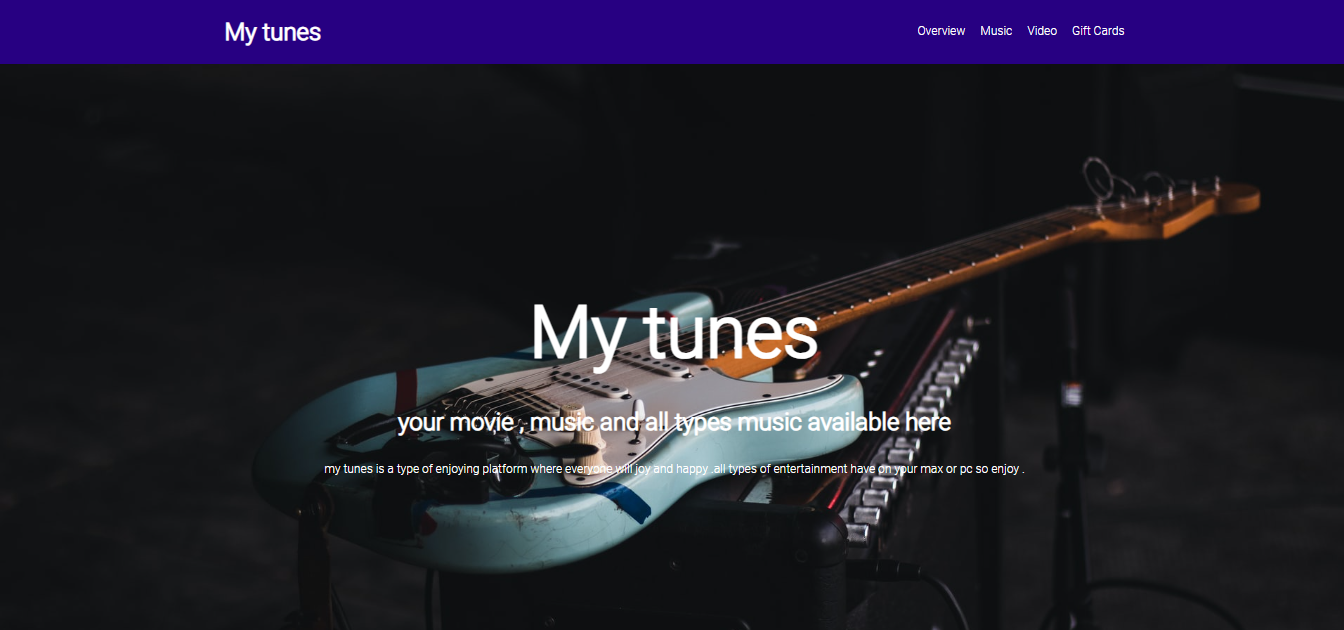 My tunes
Overview Music Video Gift Cards
My tunes
your movie , music and all types music available here
my tunes is a type of enjoying platform where everyone will joy and happy .all types of entertainment have on your max or pc so enjoy .